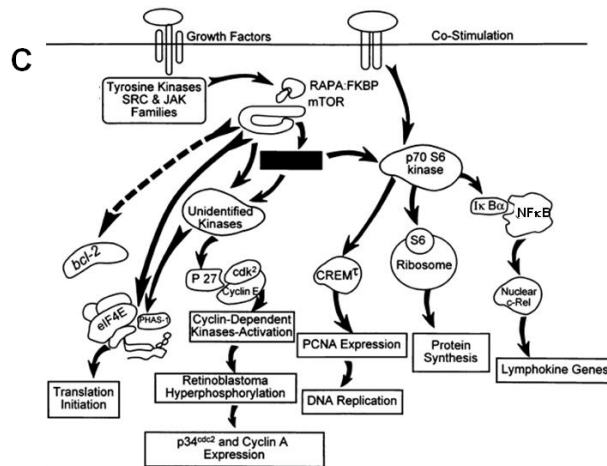 C
Growth Factors
Co-Stimulation
Tyrosine Kinases
SRC & JAK
Families
RAPA:FKBP
mTOR
p70 S6
kinase
Iκ Bα
NFκB
Unidentified
Kinases
bcl-2
P 27
cdk²
Cyclin E
CREMτ
S6
Ribosome
Nuclear
c-Rel
eIF4E
PHAS-1
Cyclin-Dependent
Kinases-Activation
PCNA Expression
Protein
Synthesis
Lymphokine Genes
Translation
Initiation
Retinoblastoma
Hyperphosphorylation
DNA Replication
p34cdc2 and Cyclin A
Expression